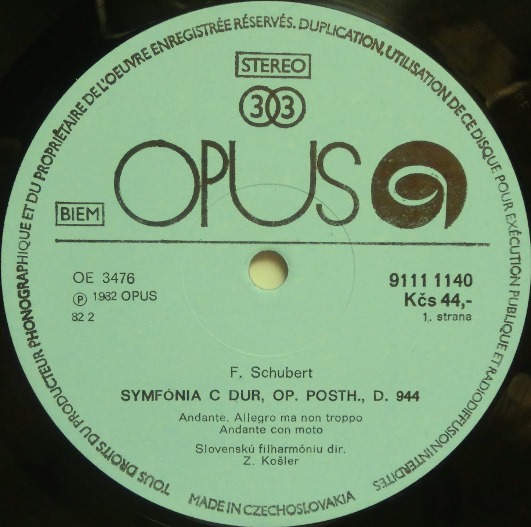 TOUS DROITS DU PRODUCTEUR PHONOGRAPHIQUE ET DU PROPRIÉTAIRE DE L'OEUVRE ENREGISTRÉE RÉSERVÉS. DUPLICATION, UTILISATION DE CE DISQUE POUR EXÉCUTION PUBLIQUE ET RADIODIFFUSION INTERDITES
STEREO
33
OPUS
BIEM
OE 3476
9111 1140
Ⓟ 1982 OPUS
Kčs 44,-
82 2
1. strana
F. Schubert
SYMFÓNIA C DUR, OP. POSTH., D. 944
Andante. Allegro ma non troppo
Andante con moto
Slovenskú filharmóniu dir.
Z. Košler
MADE IN CZECHOSLOVAKIA